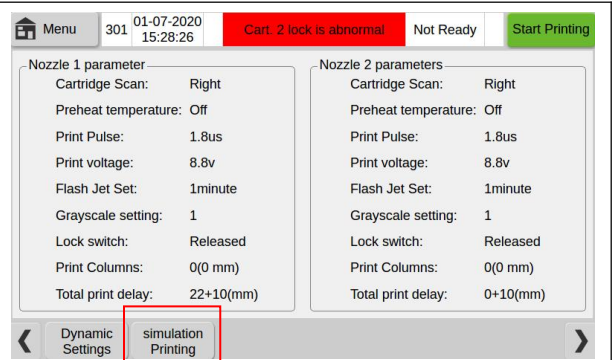 Menu
301
01-07-2020
15:28:26
Cart. 2 lock is abnormal
Not Ready
Start Printing
Nozzle 1 parameter
Cartridge Scan: Right
Preheat temperature: Off
Print Pulse: 1.8us
Print voltage: 8.8v
Flash Jet Set: 1minute
Grayscale setting: 1
Lock switch: Released
Print Columns: 0(0 mm)
Total print delay: 22+10(mm)
Nozzle 2 parameters
Cartridge Scan: Right
Preheat temperature: Off
Print Pulse: 1.8us
Print voltage: 8.8v
Flash Jet Set: 1minute
Grayscale setting: 1
Lock switch: Released
Print Columns: 0(0 mm)
Total print delay: 0+10(mm)
Dynamic
Settings
simulation
Printing